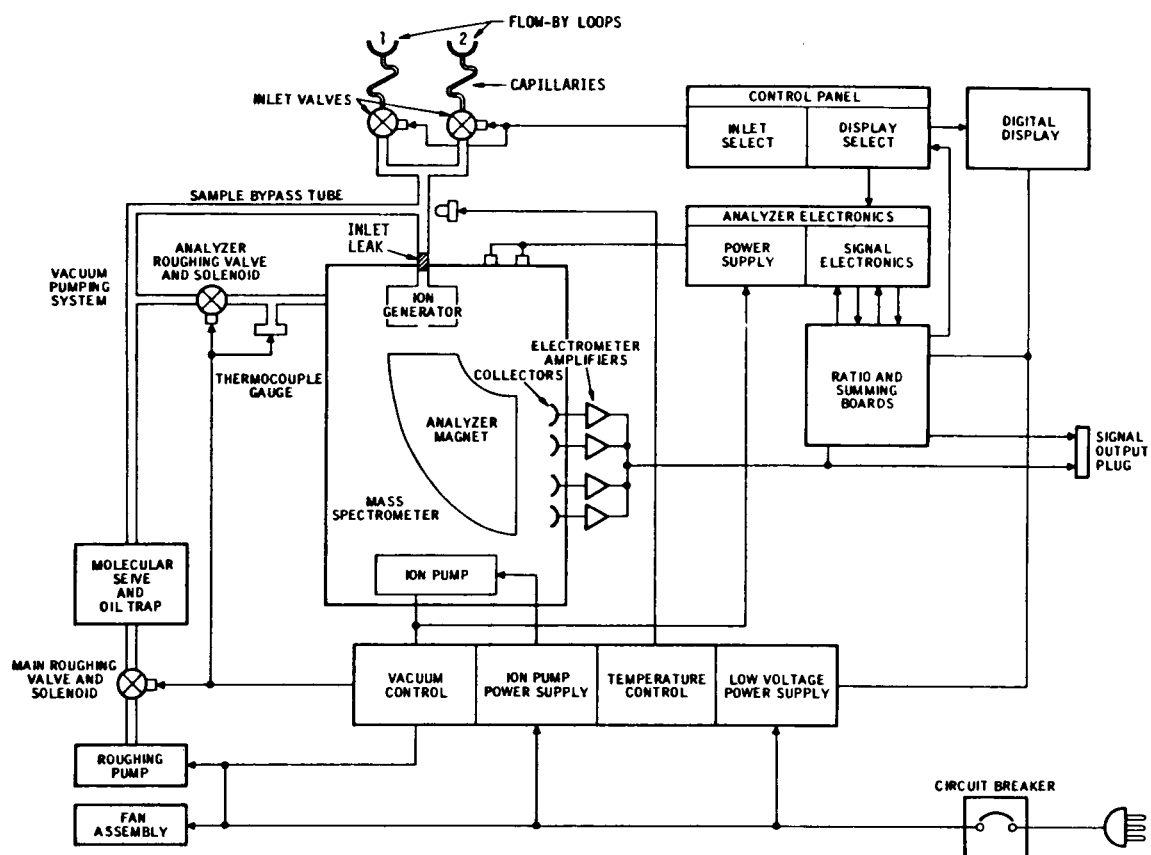 FLOW-BY LOOPS
1
2
CAPILLARIES
INLET VALVES
CONTROL PANEL
INLET
SELECT
DISPLAY
SELECT
DIGITAL
DISPLAY
SAMPLE BYPASS TUBE
ANALYZER ELECTRONICS
POWER
SUPPLY
SIGNAL
ELECTRONICS
INLET
LEAK
ANALYZER
ROUGHING VALVE
AND SOLENOID
VACUUM
PUMPING
SYSTEM
ION
GENERATOR
THERMOCOUPLE
GAUGE
ELECTROMETER
AMPLIFIERS
COLLECTORS
RATIO AND
SUMMING
BOARDS
ANALYZER
MAGNET
SIGNAL
OUTPUT
PLUG
MASS
SPECTROMETER
MOLECULAR
SEIVE
AND
OIL TRAP
ION PUMP
MAIN ROUGHING
VALVE AND
SOLENOID
VACUUM
CONTROL
ION PUMP
POWER SUPPLY
TEMPERATURE
CONTROL
LOW VOLTAGE
POWER SUPPLY
ROUGHING
PUMP
FAN
ASSEMBLY
CIRCUIT BREAKER